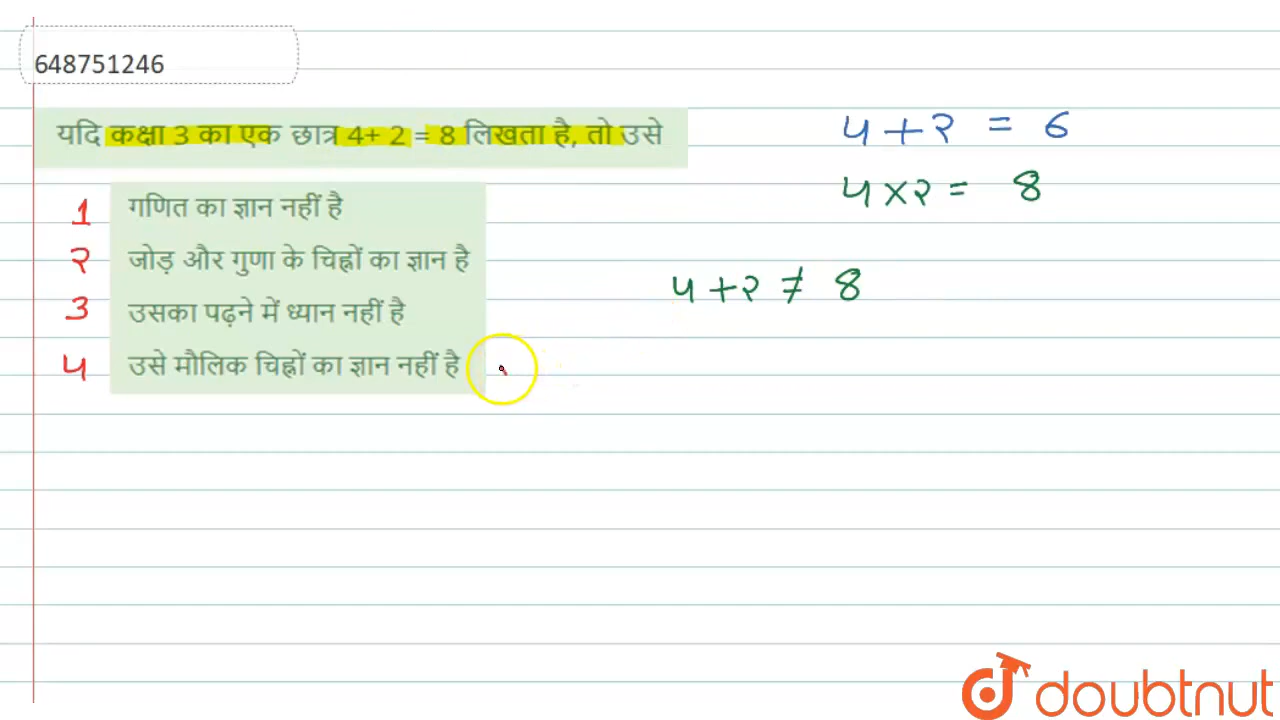 648751246
यदि कक्षा 3 का एक छात्र 4+ 2 = 8 लिखता है, तो उसे
1 गणित का ज्ञान नहीं है
2 जोड़ और गुणा के चिह्नों का ज्ञान है
3 उसका पढ़ने में ध्यान नहीं है
4 उसे मौलिक चिह्नों का ज्ञान नहीं है
4 + 2 = 6
4 × 2 = 8
4 + 2 ≠ 8
doubtnut